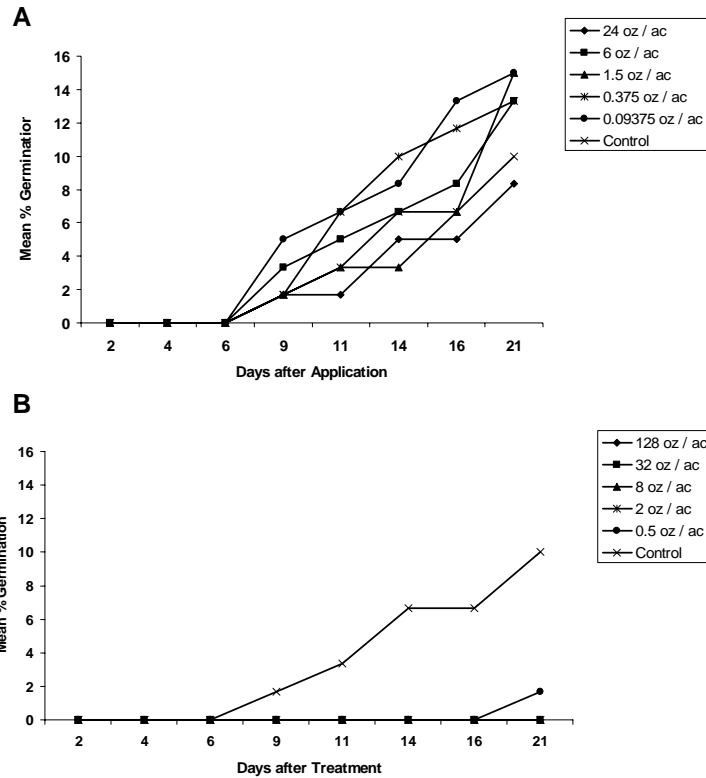 A
24 oz / ac
6 oz / ac
1.5 oz / ac
0.375 oz / ac
0.09375 oz / ac
Control
16
14
12
10
8
6
4
2
0
Mean % Germination
2 4 6 9 11 14 16 21
Days after Application
B
128 oz / ac
32 oz / ac
8 oz / ac
2 oz / ac
0.5 oz / ac
Control
16
14
12
10
8
6
4
2
0
Mean % Germination
2 4 6 9 11 14 16 21
Days after Treatment